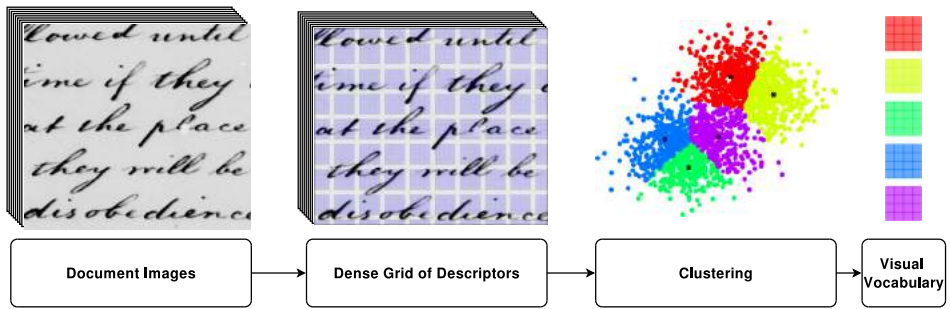 llowed until
time if they
at the place
they will be
disobedience
llowed until
time if they
at the place
they will be
disobedience
Document Images
Dense Grid of Descriptors
Clustering
Visual
Vocabulary